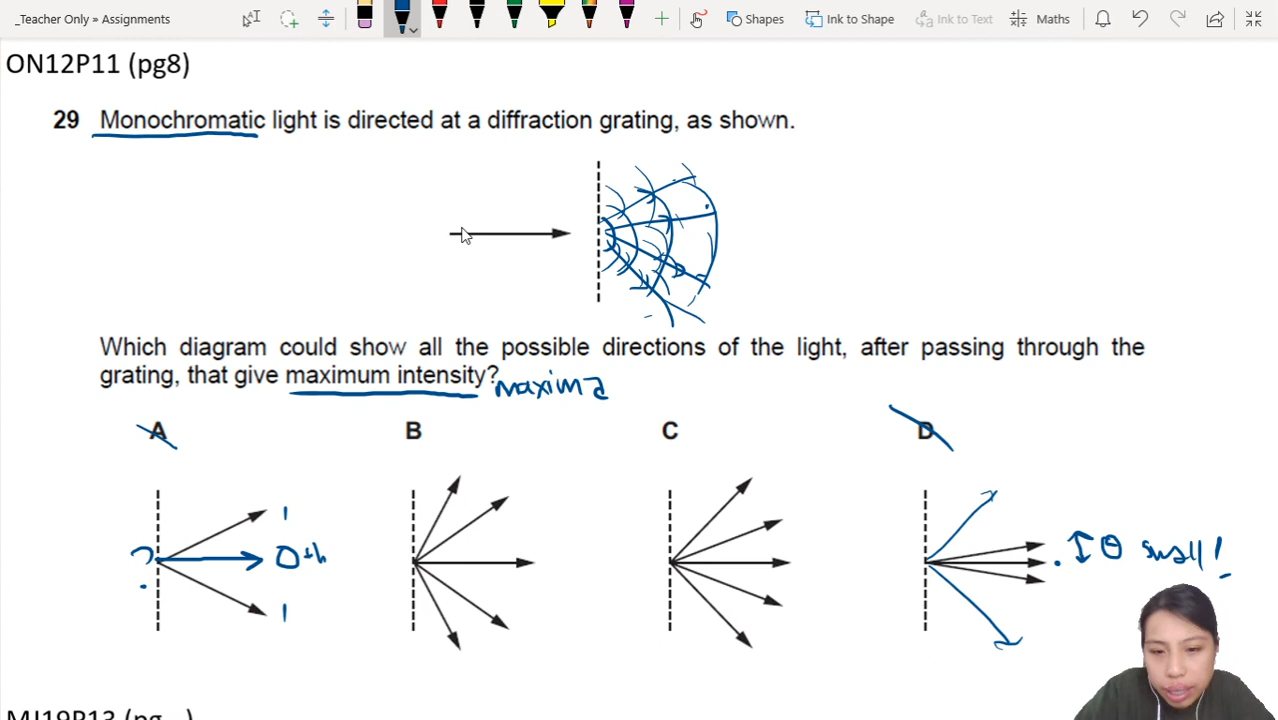 _Teacher Only » Assignments
Shapes Ink to Shape Ink to Text Maths
ON12P11 (pg8)
29 Monochromatic light is directed at a diffraction grating, as shown.
Which diagram could show all the possible directions of the light, after passing through the
grating, that give maximum intensity? maxima
A B C D
1
? 0th
1
θ small!
MJ19P13 (pg